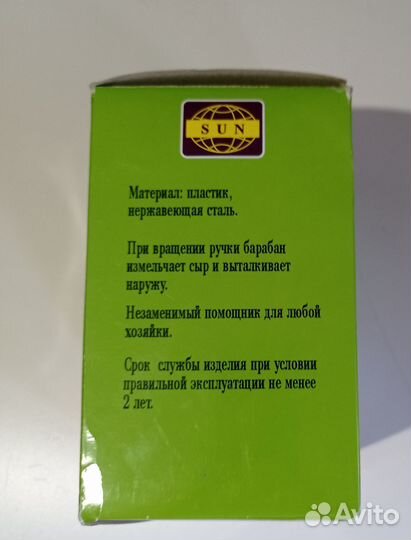 SUN
Материал: пластик,
нержавеющая сталь.
При вращении ручки барабан
измельчает сыр и выталкивает
наружу.
Незаменимый помощник для любой
хозяйки.
Срок службы изделия при условии
правильной эксплуатации не менее
2 лет.
Avito